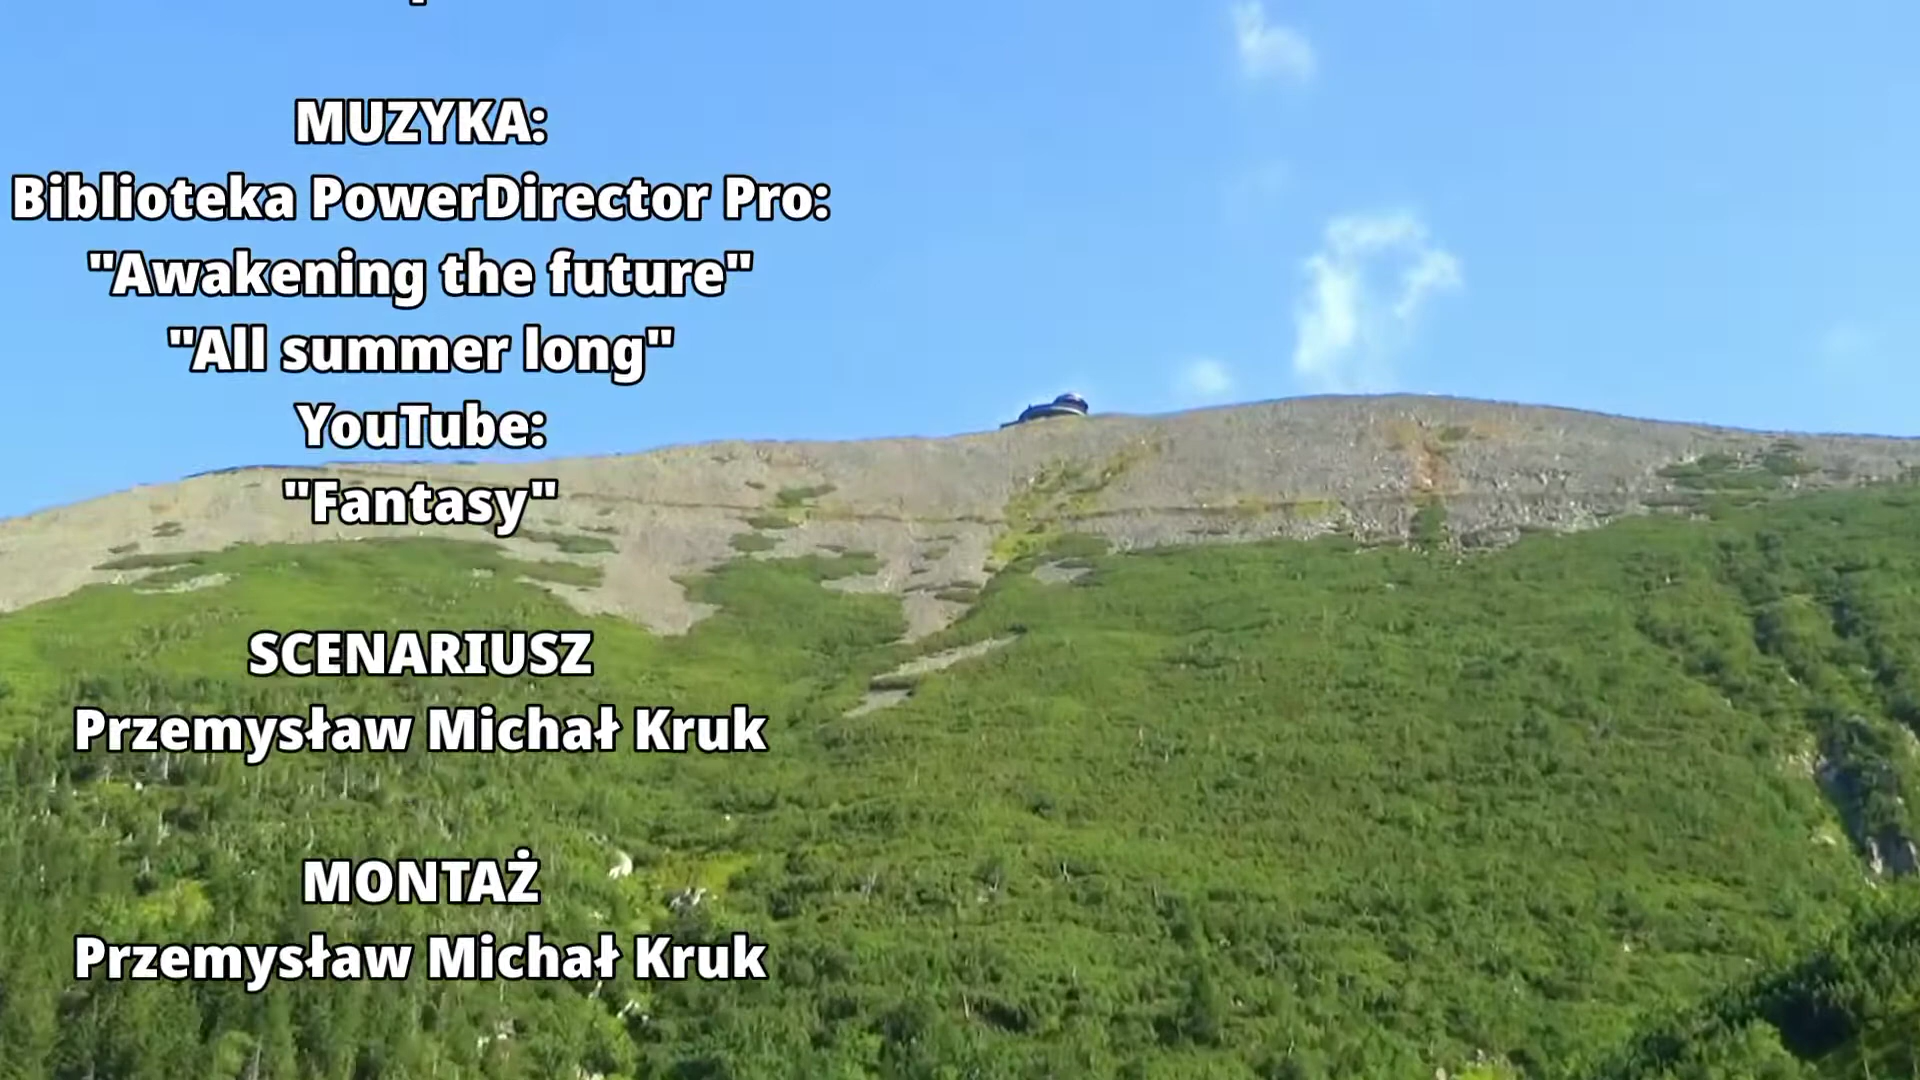 MUZYKA:
Biblioteka PowerDirector Pro:
"Awakening the future"
"All summer long"
YouTube:
"Fantasy"
SCENARIUSZ
Przemysław Michał Kruk
MONTAŻ
Przemysław Michał Kruk